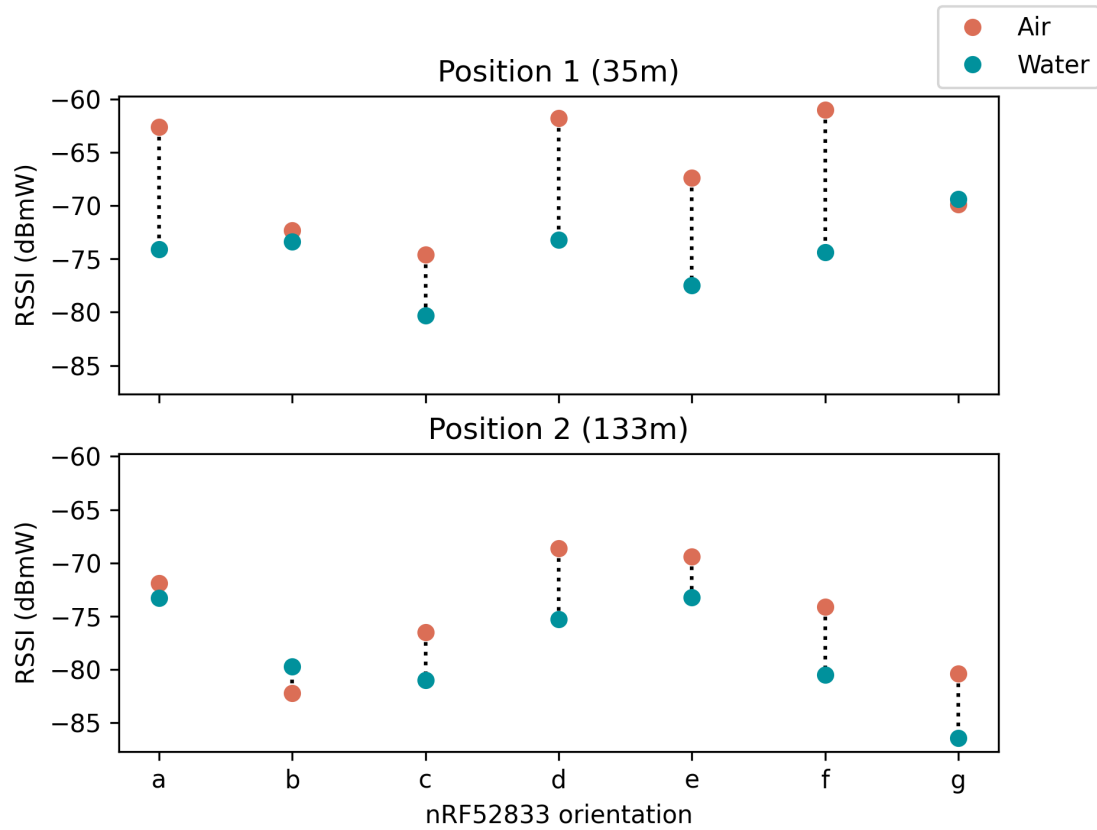 Air
Water
Position 1 (35m)
−60
−65
−70
−75
−80
−85
RSSI (dBmW)
Position 2 (133m)
−60
−65
−70
−75
−80
−85
RSSI (dBmW)
a b c d e f g
nRF52833 orientation